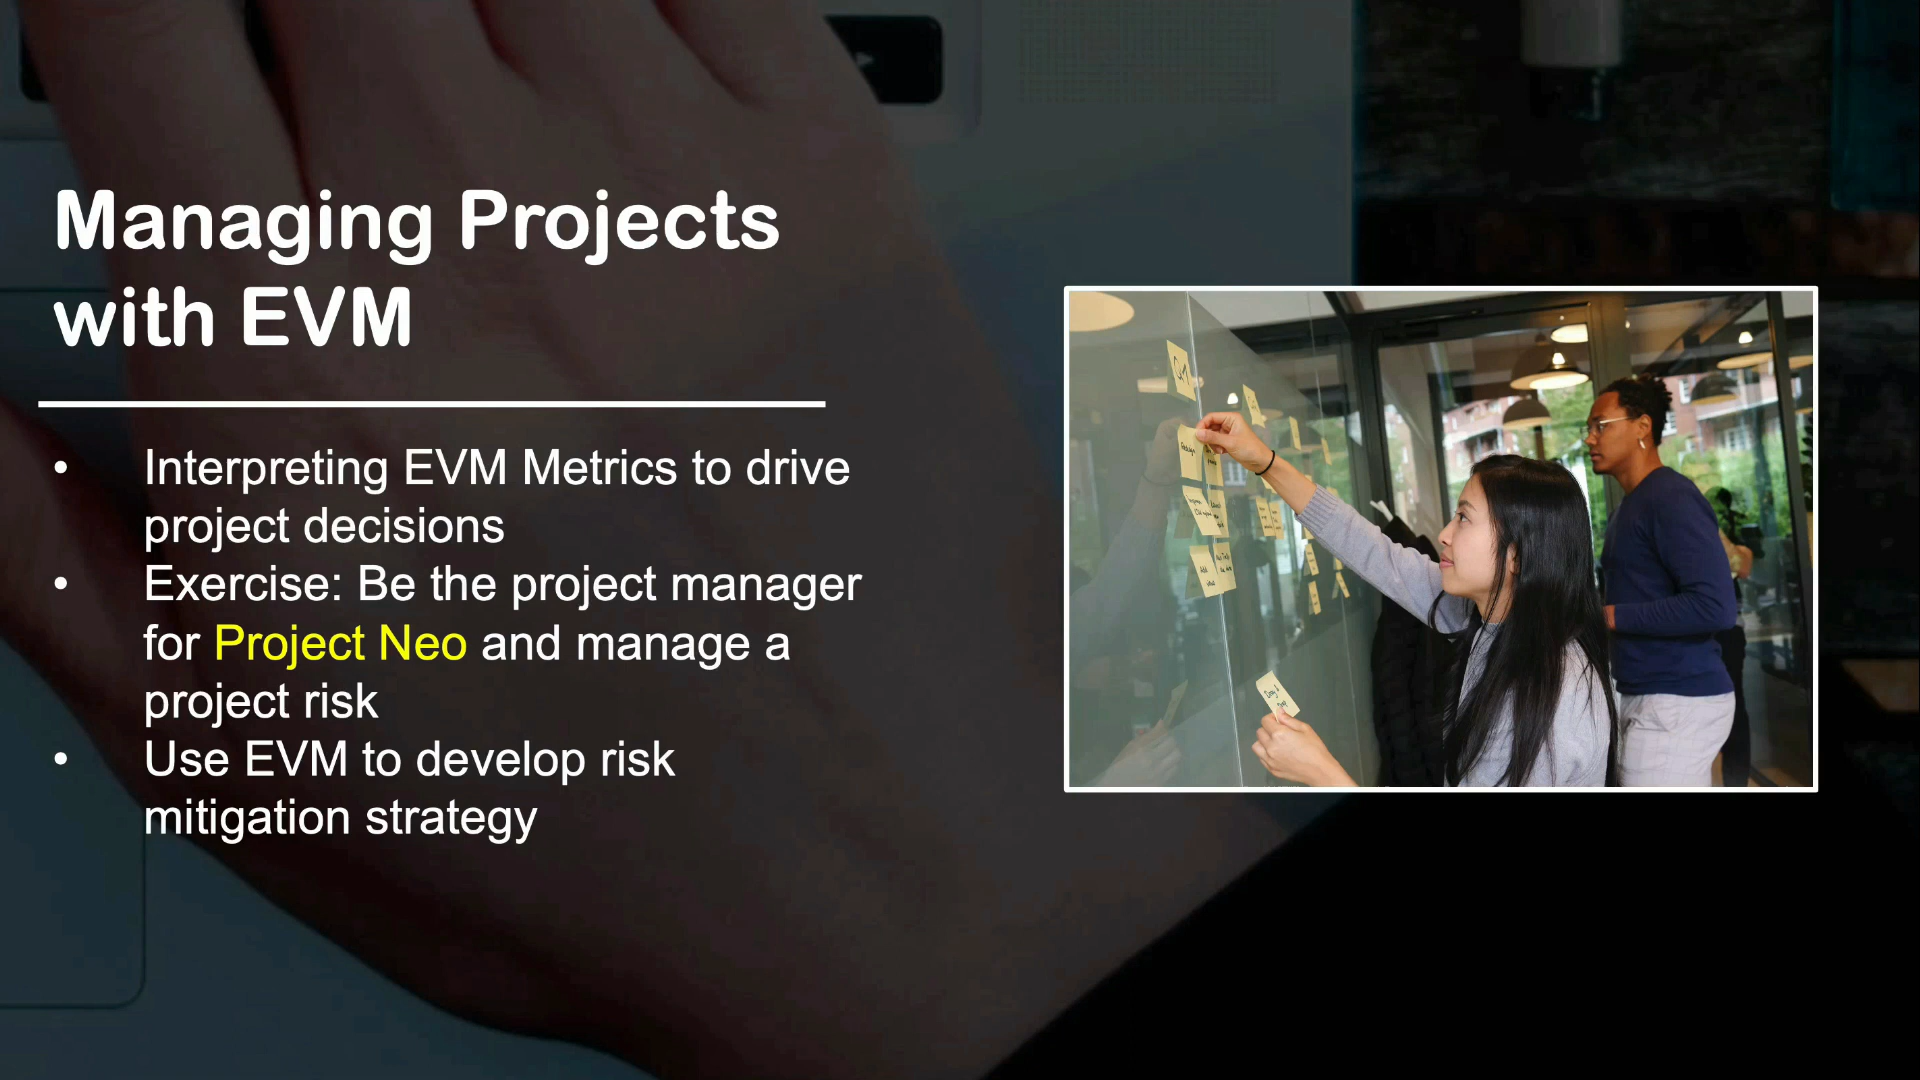 Managing Projects
with EVM
• Interpreting EVM Metrics to drive
project decisions
• Exercise: Be the project manager
for Project Neo and manage a
project risk
• Use EVM to develop risk
mitigation strategy